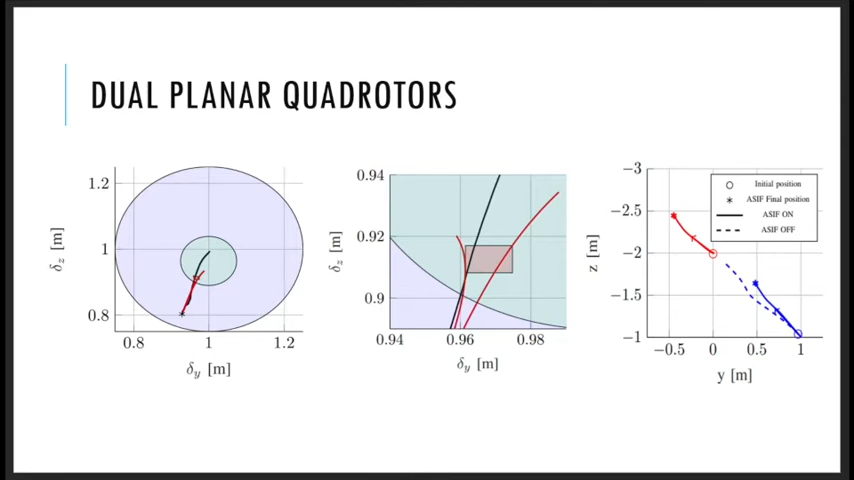 DUAL PLANAR QUADROTORS
1.2
1
0.8
δz [m]
0.8
1
1.2
δy [m]
0.94
0.92
0.9
δz [m]
0.94
0.96
0.98
δy [m]
−3
−2.5
−2
−1.5
−1
z [m]
−0.5
0
0.5
1
y [m]
Initial position
ASIF Final position
ASIF ON
ASIF OFF